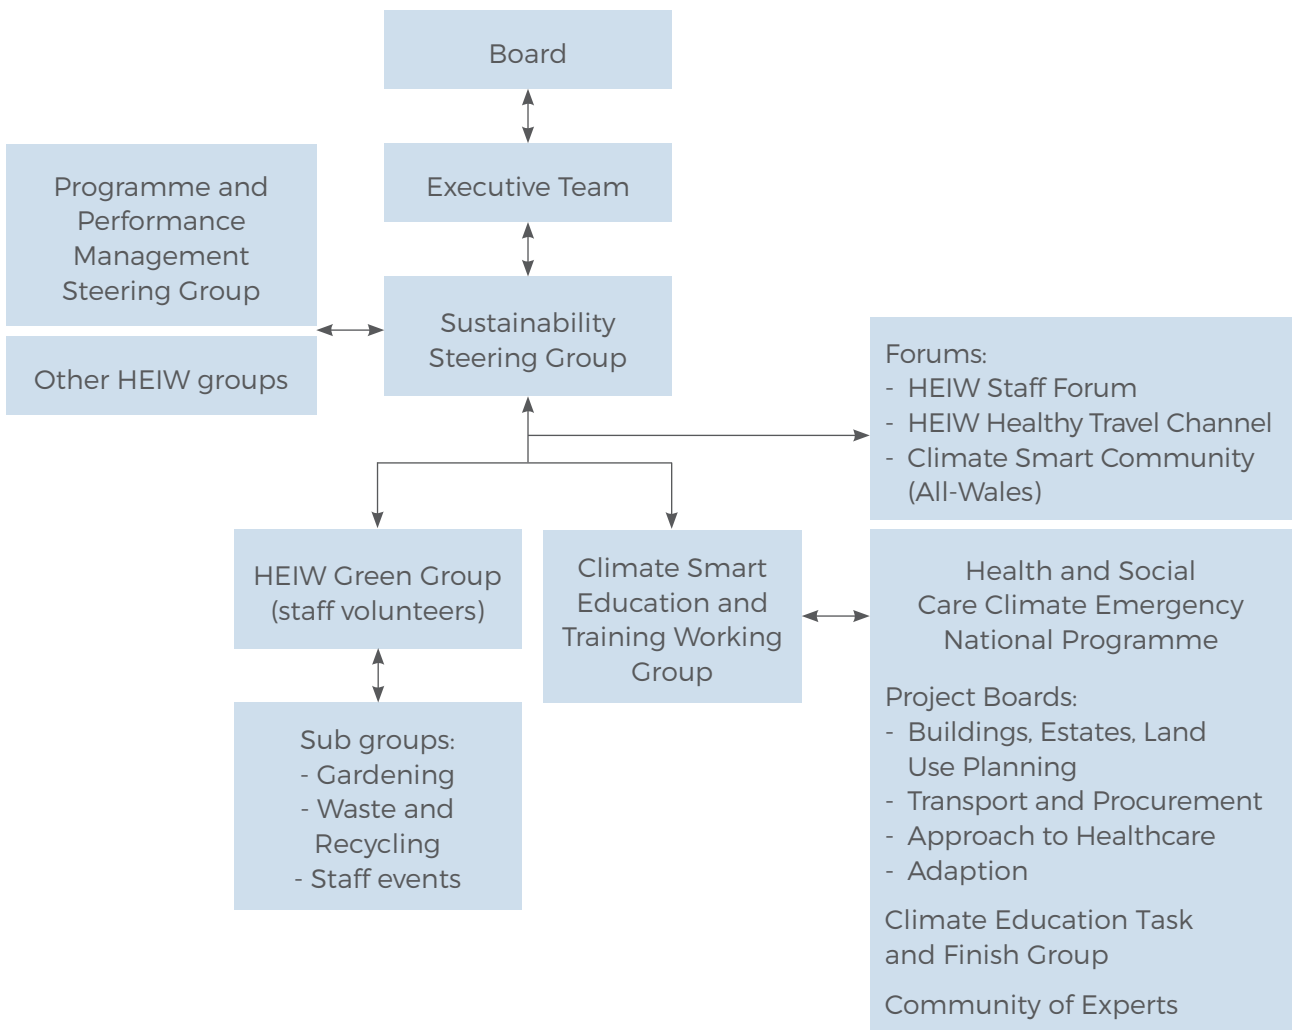 Board
Executive Team
Programme and
Performance
Management
Steering Group
Other HEIW groups
Sustainability
Steering Group
Forums:
- HEIW Staff Forum
- HEIW Healthy Travel Channel
- Climate Smart Community
(All-Wales)
HEIW Green Group
(staff volunteers)
Climate Smart
Education and
Training Working
Group
Health and Social
Care Climate Emergency
National Programme
Project Boards:
- Buildings, Estates, Land
Use Planning
- Transport and Procurement
- Approach to Healthcare
- Adaption
Climate Education Task
and Finish Group
Community of Experts
Sub groups:
- Gardening
- Waste and
Recycling
- Staff events